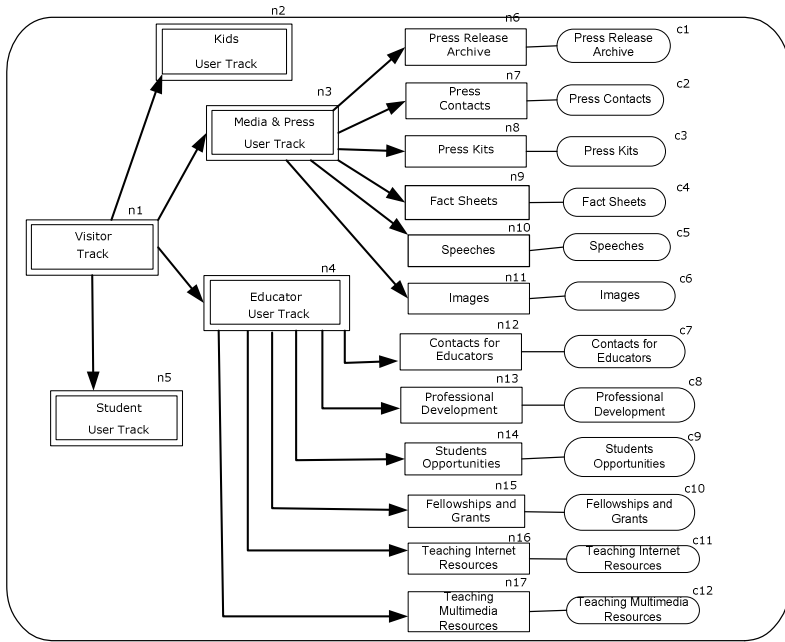 n2
Kids
User Track
n3
Media & Press
User Track
n1
Visitor
Track
n4
Educator
User Track
n5
Student
User Track
n6
Press Release
Archive
c1
Press Release
Archive
n7
Press
Contacts
c2
Press Contacts
n8
Press Kits
c3
Press Kits
n9
Fact Sheets
c4
Fact Sheets
n10
Speeches
c5
Speeches
n11
Images
c6
Images
n12
Contacts for
Educators
c7
Contacts for
Educators
n13
Professional
Development
c8
Professional
Development
n14
Students
Opportunities
c9
Students
Opportunities
n15
Fellowships and
Grants
c10
Fellowships and
Grants
n16
Teaching Internet
Resources
c11
Teaching Internet
Resources
n17
Teaching
Multimedia
Resources
c12
Teaching Multimedia
Resources